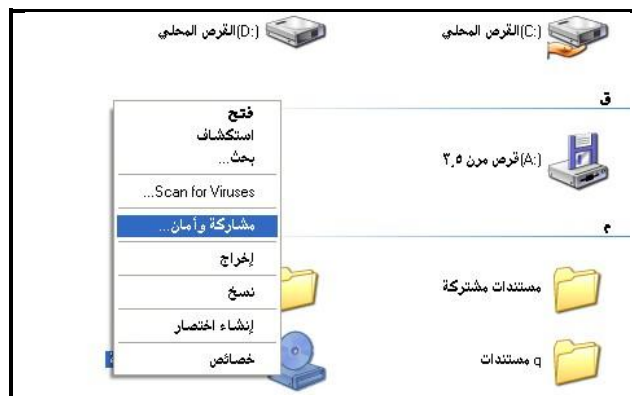 القرص المحلي (C:)
القرص المحلي (D:)
ق
قرص مرن ٣,٥ (A:)
م
مستندات مشتركة
مستندات q
فتح
استكشاف
بحث...
Scan for Viruses...
مشاركة وأمان...
إخراج
نسخ
إنشاء اختصار
خصائص